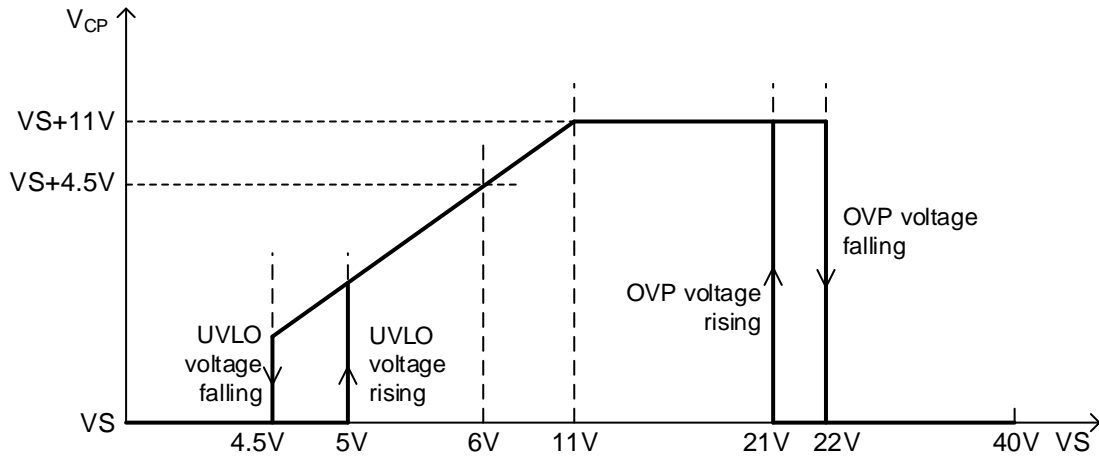 V_CP
VS+11V
VS+4.5V
OVP voltage
falling
OVP voltage
rising
UVLO
voltage
falling
UVLO
voltage
rising
VS
4.5V
5V
6V
11V
21V
22V
40V
VS